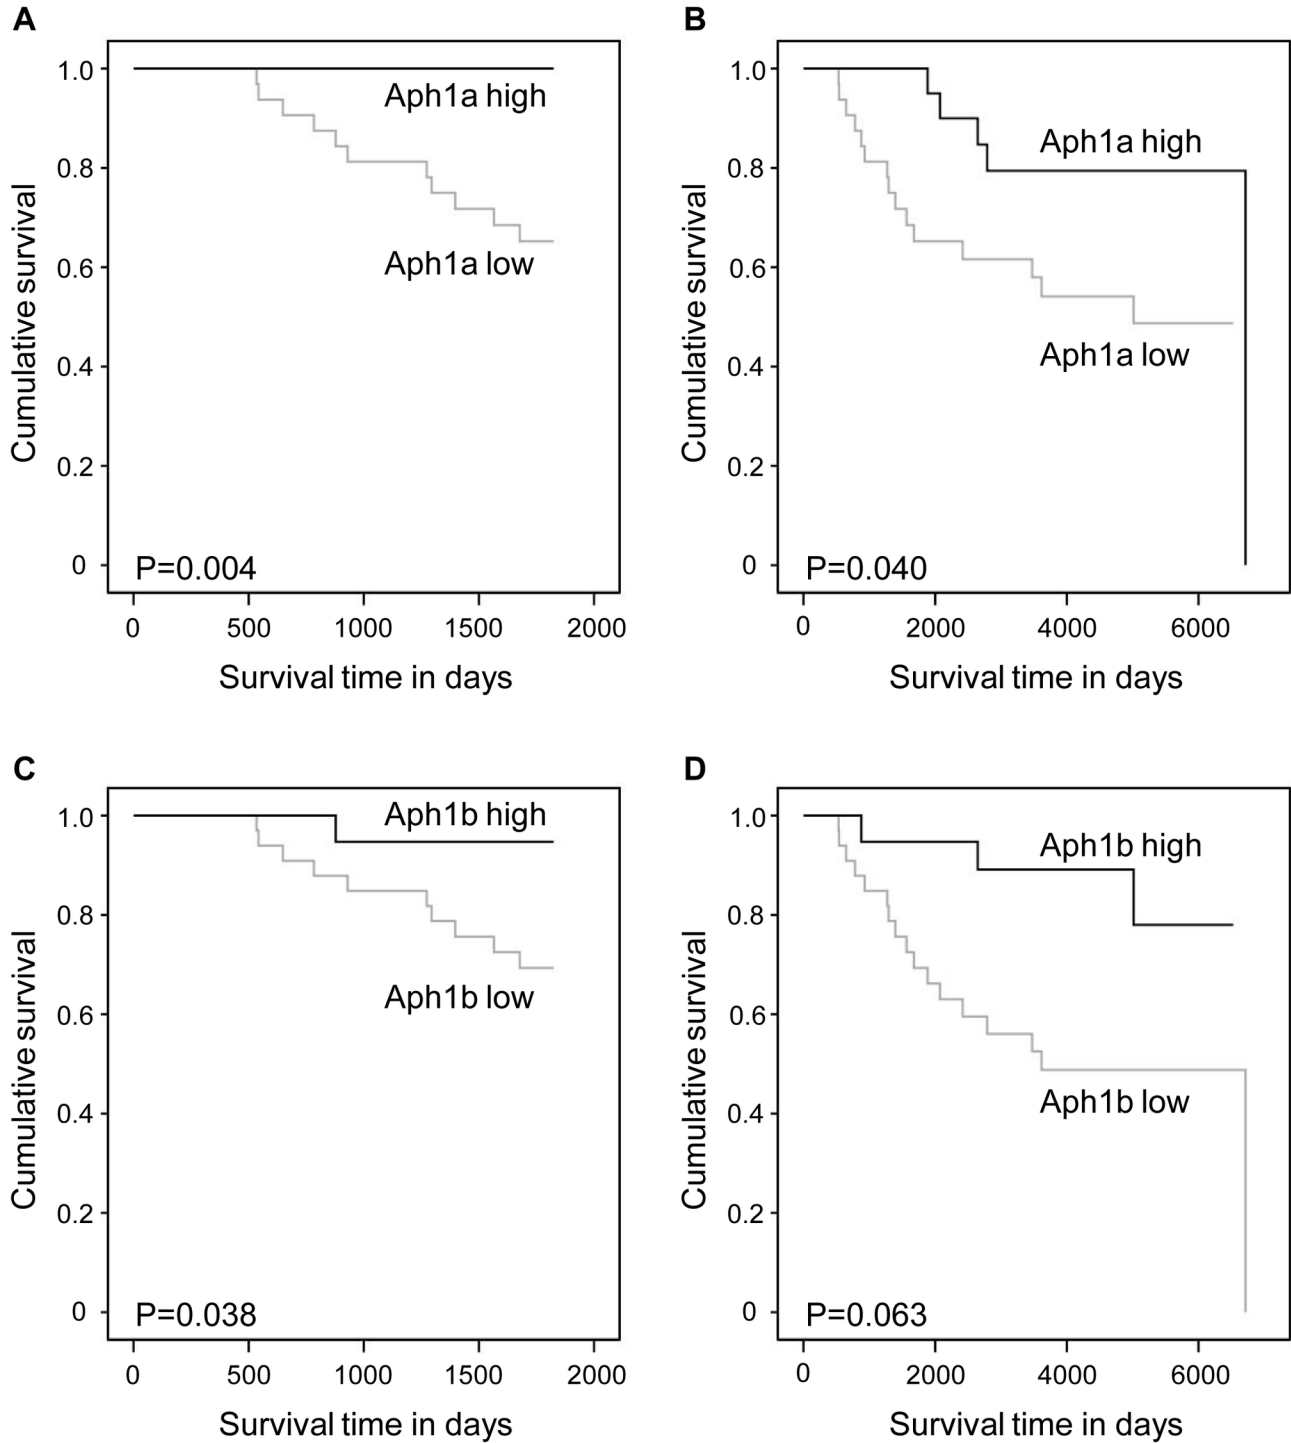 A
Cumulative survival
1.0
0.8
0.6
0.4
0.2
0
Aph1a high
Aph1a low
P=0.004
0 500 1000 1500 2000
Survival time in days
B
Cumulative survival
1.0
0.8
0.6
0.4
0.2
0
Aph1a high
Aph1a low
P=0.040
0 2000 4000 6000
Survival time in days
C
Cumulative survival
1.0
0.8
0.6
0.4
0.2
0
Aph1b high
Aph1b low
P=0.038
0 500 1000 1500 2000
Survival time in days
D
Cumulative survival
1.0
0.8
0.6
0.4
0.2
0
Aph1b high
Aph1b low
P=0.063
0 2000 4000 6000
Survival time in days